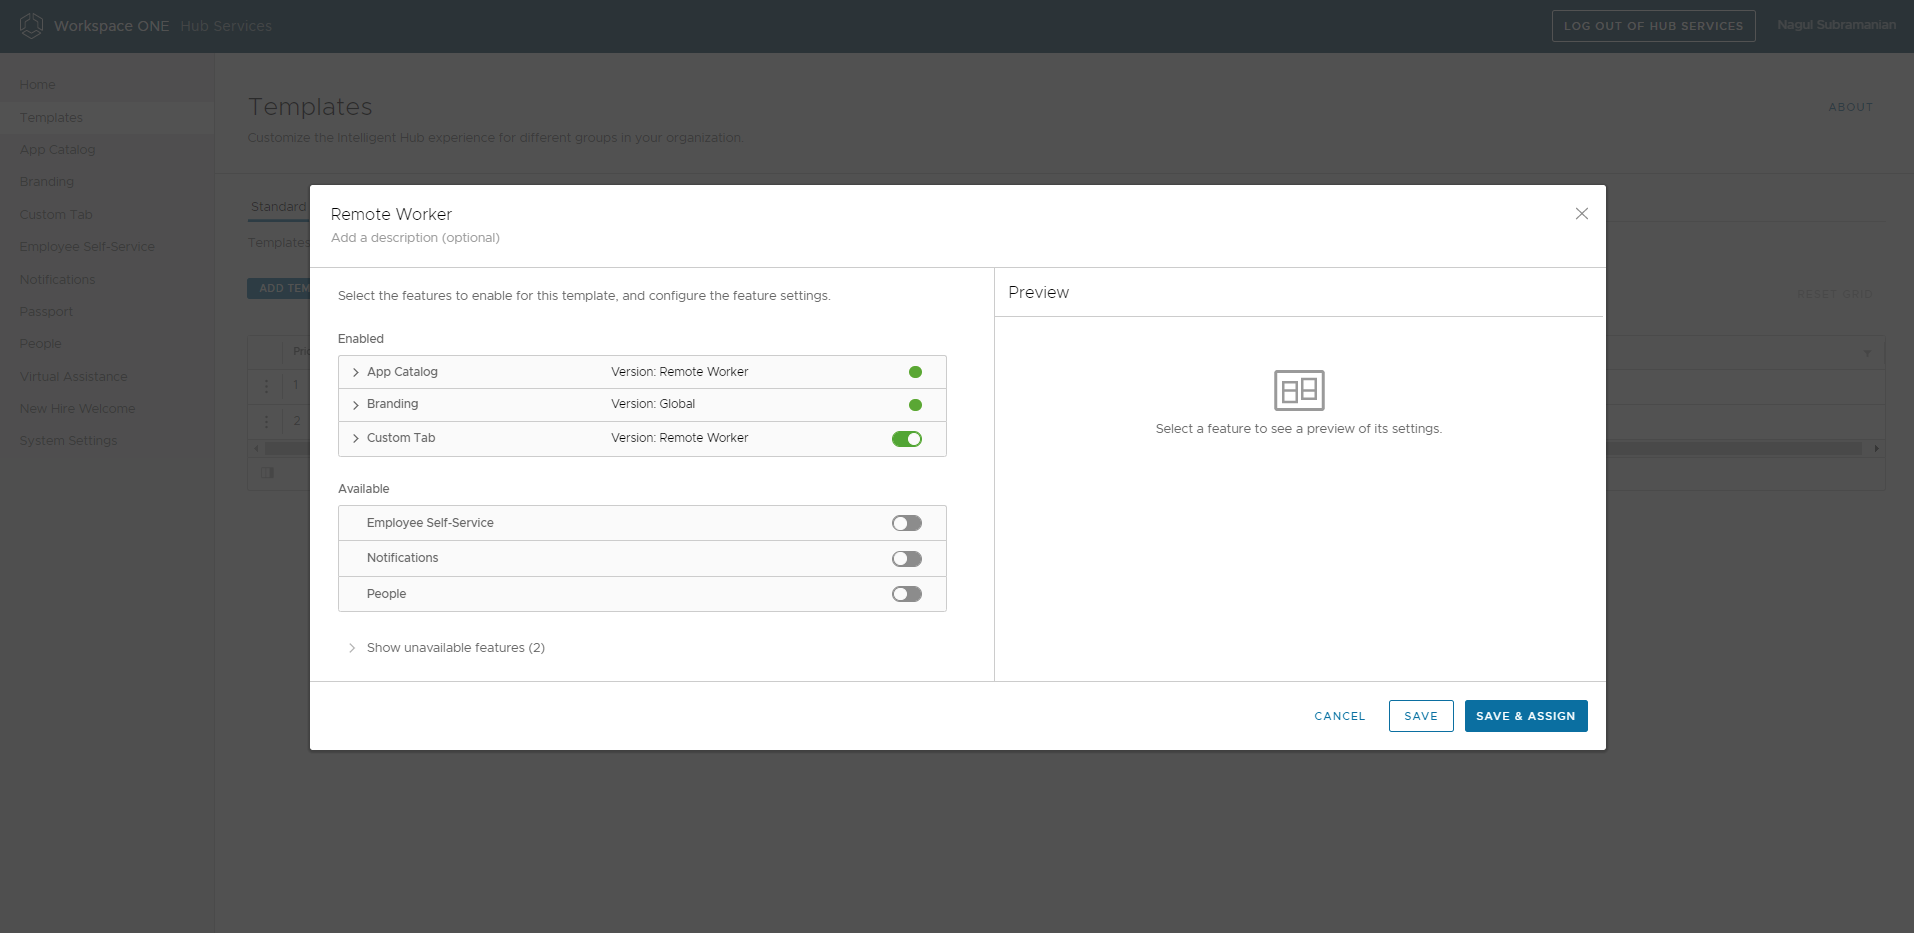 Workspace ONE Hub Services
LOG OUT OF HUB SERVICES
Nagul Subramanian
Home
Templates
App Catalog
Branding
Custom Tab
Employee Self-Service
Notifications
Passport
People
Virtual Assistance
New Hire Welcome
System Settings
Templates
ABOUT
Customize the Intelligent Hub experience for different groups in your organization.
Standard
Templates
ADD TEM
RESET GRID
Prio
1
2
Remote Worker
Add a description (optional)
Select the features to enable for this template, and configure the feature settings.
Enabled
App Catalog Version: Remote Worker
Branding Version: Global
Custom Tab Version: Remote Worker
Available
Employee Self-Service
Notifications
People
Show unavailable features (2)
Preview
Select a feature to see a preview of its settings.
CANCEL SAVE SAVE & ASSIGN